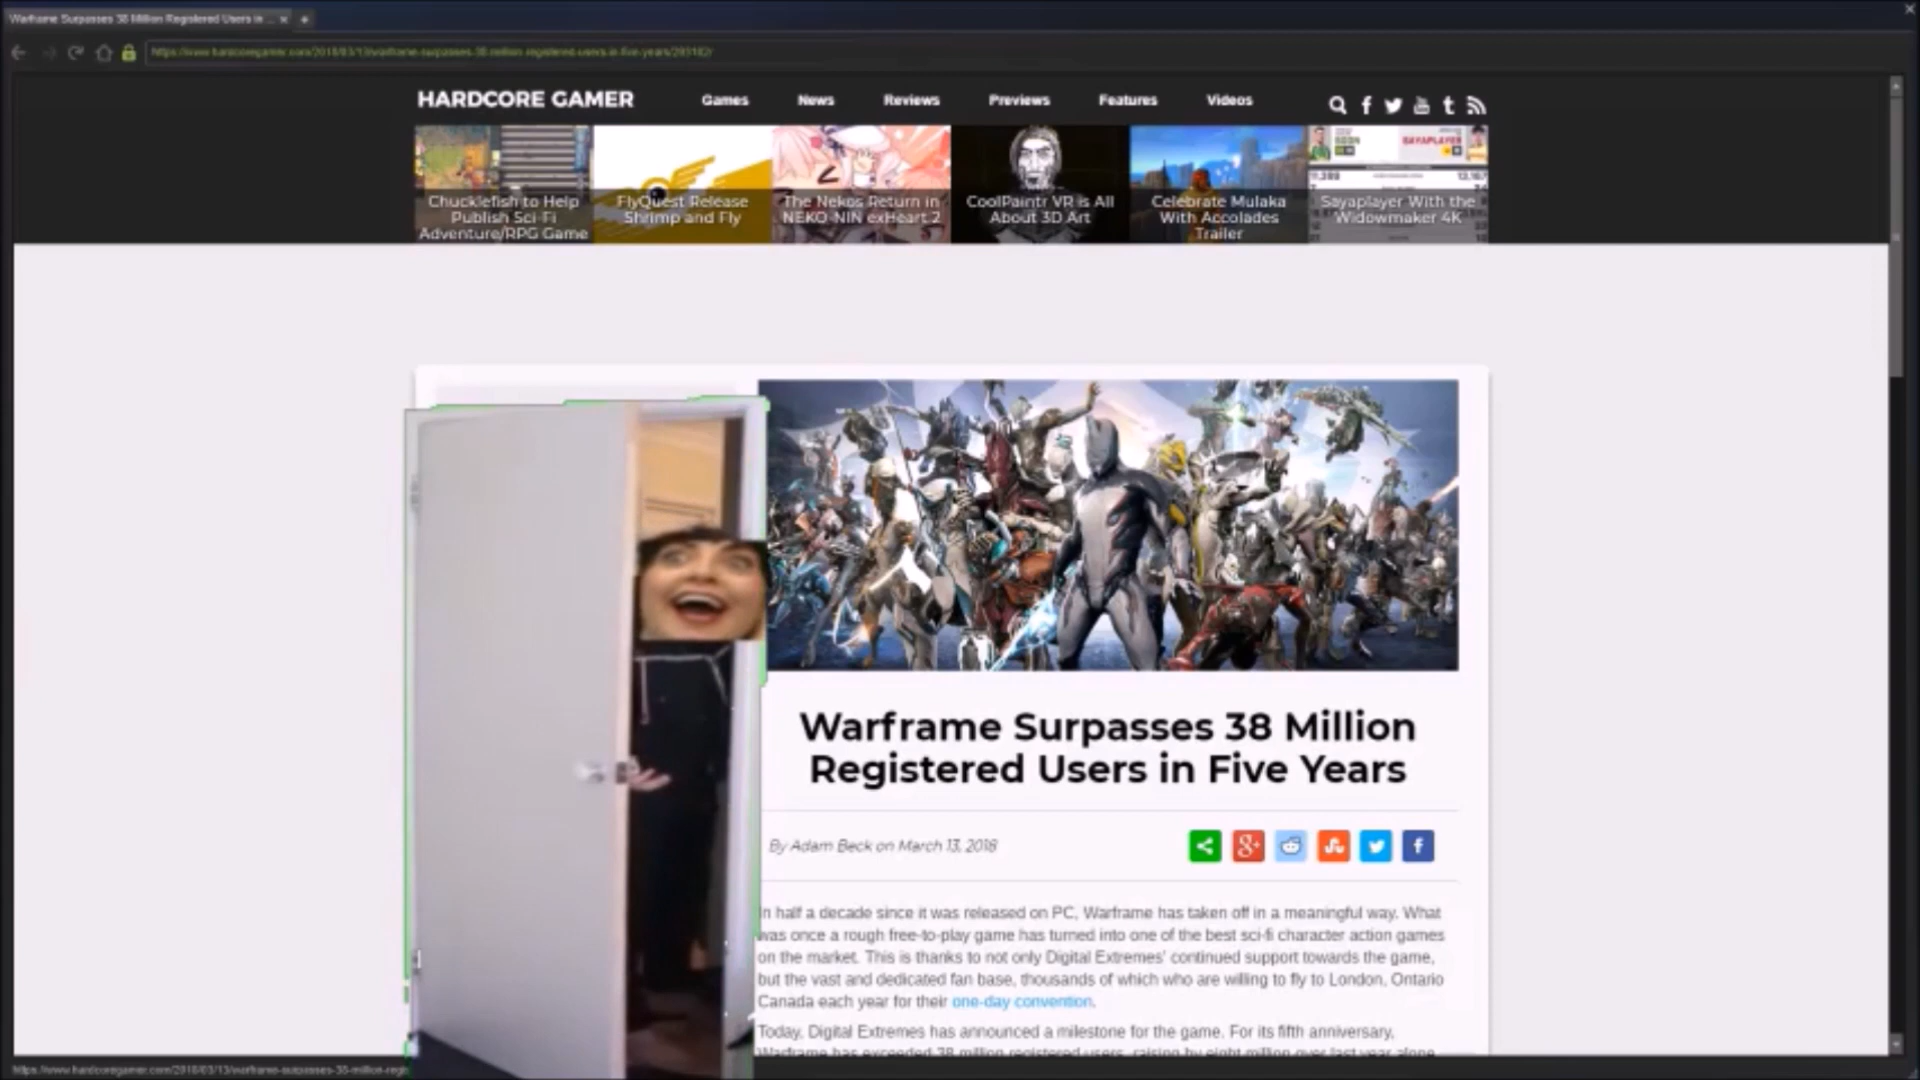 Warframe Surpasses 38 Million Registered Users in ...
https://www.hardcoregamer.com/2018/03/13/warframe-surpasses-38-million-registered-users-in-five-years/293182/
HARDCORE GAMER Games News Reviews Previews Features Videos
Chucklefish to Help
Publish Sci-Fi
Adventure/RPG Game
FlyQuest Release
Shrimp and Fly
The Nekos Return in
NEKO-NIN exHeart 2
CoolPaintr VR is All
About 3D Art
Celebrate Mulaka
With Accolades
Trailer
SAYAPLAYER
Sayaplayer With the
Widowmaker 4K
Warframe Surpasses 38 Million
Registered Users in Five Years
By Adam Beck on March 13, 2018
In half a decade since it was released on PC, Warframe has taken off in a meaningful way. What
was once a rough free-to-play game has turned into one of the best sci-fi character action games
on the market. This is thanks to not only Digital Extremes' continued support towards the game,
but the vast and dedicated fan base, thousands of which who are willing to fly to London, Ontario
Canada each year for their one-day convention.
Today, Digital Extremes has announced a milestone for the game. For its fifth anniversary,
Warframe has exceeded 38 million registered users, raising by eight million over last year alone.
https://www.hardcoregamer.com/2018/03/13/warframe-surpasses-38-million-regi